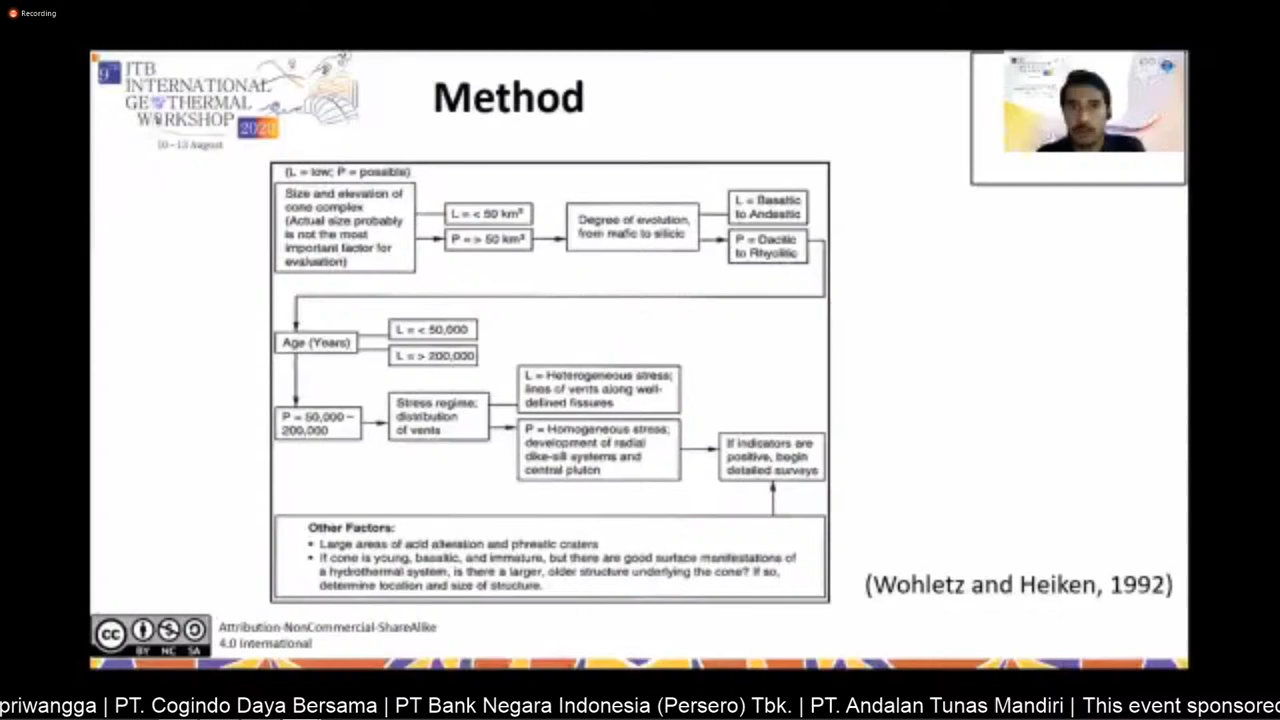 Recording
9TH ITB
INTERNATIONAL
GEOTHERMAL
WORKSHOP
2020
10 - 13 August
Method
(L = low; P = possible)
Size and elevation of
cone complex
(Actual size probably
is not the most
important factor for
evaluation)
L = < 50 km³
P = > 50 km³
Degree of evolution,
from mafic to silicic
L = Basaltic
to Andesitic
P = Dacitic
to Rhyolitic
Age (Years)
L = < 50,000
L = > 200,000
P = 50,000 –
200,000
Stress regime;
distribution
of vents
L = Heterogeneous stress;
lines of vents along well-
defined fissures
P = Homogeneous stress;
development of radial
dike-sill systems and
central pluton
If indicators are
positive, begin
detailed surveys
Other Factors:
• Large areas of acid alteration and phreatic craters
• If cone is young, basaltic, and immature, but there are good surface manifestations of
a hydrothermal system, is there a larger, older structure underlying the cone? If so,
determine location and size of structure.
(Wohletz and Heiken, 1992)
cc
BY NC SA
Attribution-NonCommercial-ShareAlike
4.0 International
priwangga | PT. Cogindo Daya Bersama | PT Bank Negara Indonesia (Persero) Tbk. | PT. Andalan Tunas Mandiri | This event sponsored